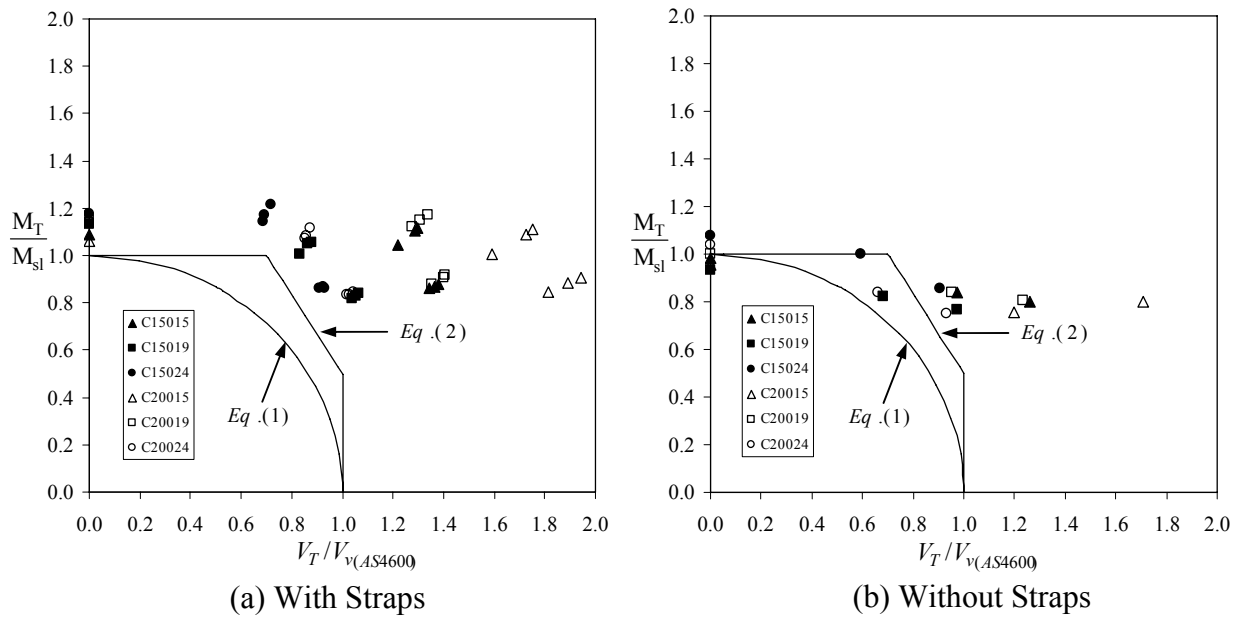 2.0
1.8
1.6
1.4
1.2
1.0
0.8
0.6
0.4
0.2
0.0
M_T
M_sl
C15015
C15019
C15024
C20015
C20019
C20024
Eq .(2)
Eq .(1)
0.0 0.2 0.4 0.6 0.8 1.0 1.2 1.4 1.6 1.8 2.0
V_T / V_v(AS4600)
(a) With Straps
2.0
1.8
1.6
1.4
1.2
1.0
0.8
0.6
0.4
0.2
0.0
M_T
M_sl
C15015
C15019
C15024
C20015
C20019
C20024
Eq .(2)
Eq .(1)
0.0 0.2 0.4 0.6 0.8 1.0 1.2 1.4 1.6 1.8 2.0
V_T / V_v(AS4600)
(b) Without Straps